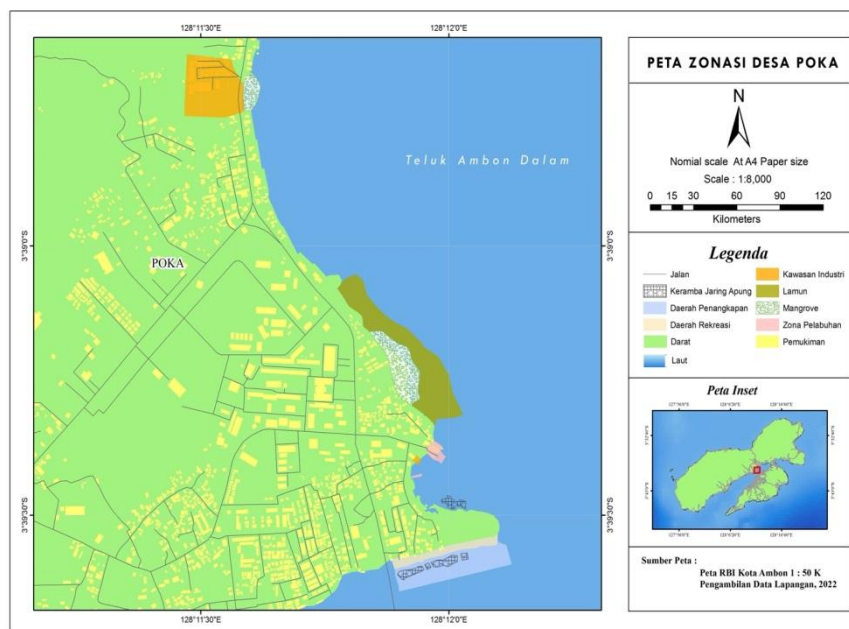 128°11'30"E
128°12'0"E
3°39'0"S
3°39'30"S
Teluk Ambon Dalam
POKA
3°39'0"S
3°39'30"S
128°11'30"E
128°12'0"E
PETA ZONASI DESA POKA
N
Nomial scale At A4 Paper size
Scale : 1:8,000
0 15 30 60 90 120
Kilometers
Legenda
Jalan
Keramba Jaring Apung
Daerah Penangkapan
Daerah Rekreasi
Darat
Laut
Kawasan Industri
Lamun
Mangrove
Zona Pelabuhan
Pemukiman
Peta Inset
Sumber Peta :
Peta RBI Kota Ambon 1 : 50 K
Pengambilan Data Lapangan, 2022